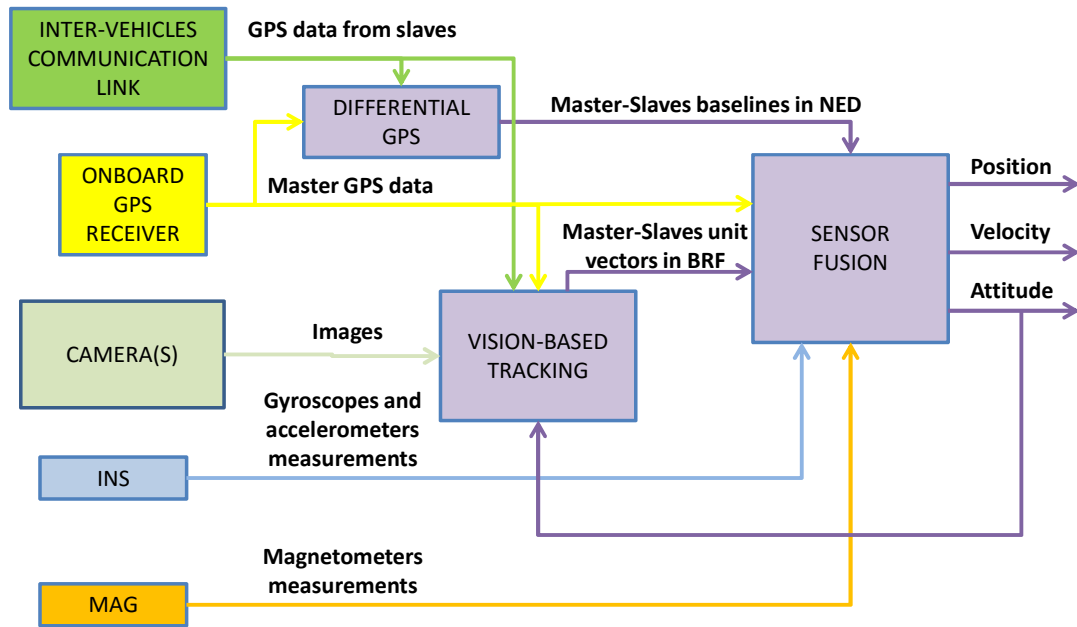 INTER-VEHICLES
COMMUNICATION
LINK
GPS data from slaves
DIFFERENTIAL
GPS
Master-Slaves baselines in NED
ONBOARD
GPS
RECEIVER
Master GPS data
Master-Slaves unit
vectors in BRF
SENSOR
FUSION
Position
Velocity
Attitude
CAMERA(S)
Images
VISION-BASED
TRACKING
Gyroscopes and
accelerometers
measurements
INS
Magnetometers
measurements
MAG